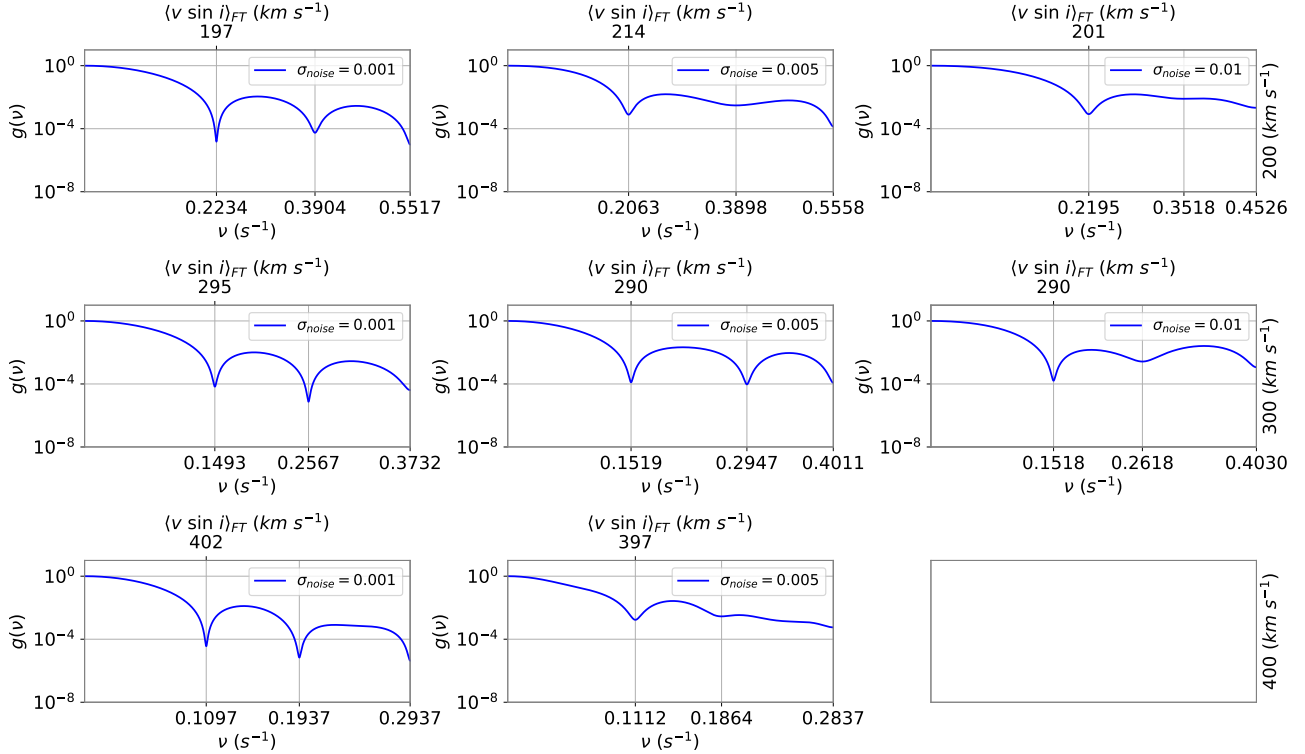 ⟨v sin i⟩FT (km s⁻¹)
197
10⁰
10⁻⁴
10⁻⁸
g(ν)
σnoise = 0.001
0.2234 0.3904 0.5517
ν (s⁻¹)
⟨v sin i⟩FT (km s⁻¹)
214
10⁰
10⁻⁴
10⁻⁸
g(ν)
σnoise = 0.005
0.2063 0.3898 0.5558
ν (s⁻¹)
⟨v sin i⟩FT (km s⁻¹)
201
10⁰
10⁻⁴
10⁻⁸
g(ν)
σnoise = 0.01
0.2195 0.3518 0.4526
ν (s⁻¹)
200 (km s⁻¹)
⟨v sin i⟩FT (km s⁻¹)
295
10⁰
10⁻⁴
10⁻⁸
g(ν)
σnoise = 0.001
0.1493 0.2567 0.3732
ν (s⁻¹)
⟨v sin i⟩FT (km s⁻¹)
290
10⁰
10⁻⁴
10⁻⁸
g(ν)
σnoise = 0.005
0.1519 0.2947 0.4011
ν (s⁻¹)
⟨v sin i⟩FT (km s⁻¹)
290
10⁰
10⁻⁴
10⁻⁸
g(ν)
σnoise = 0.01
0.1518 0.2618 0.4030
ν (s⁻¹)
300 (km s⁻¹)
⟨v sin i⟩FT (km s⁻¹)
402
10⁰
10⁻⁴
10⁻⁸
g(ν)
σnoise = 0.001
0.1097 0.1937 0.2937
ν (s⁻¹)
⟨v sin i⟩FT (km s⁻¹)
397
10⁰
10⁻⁴
10⁻⁸
g(ν)
σnoise = 0.005
0.1112 0.1864 0.2837
ν (s⁻¹)
400 (km s⁻¹)